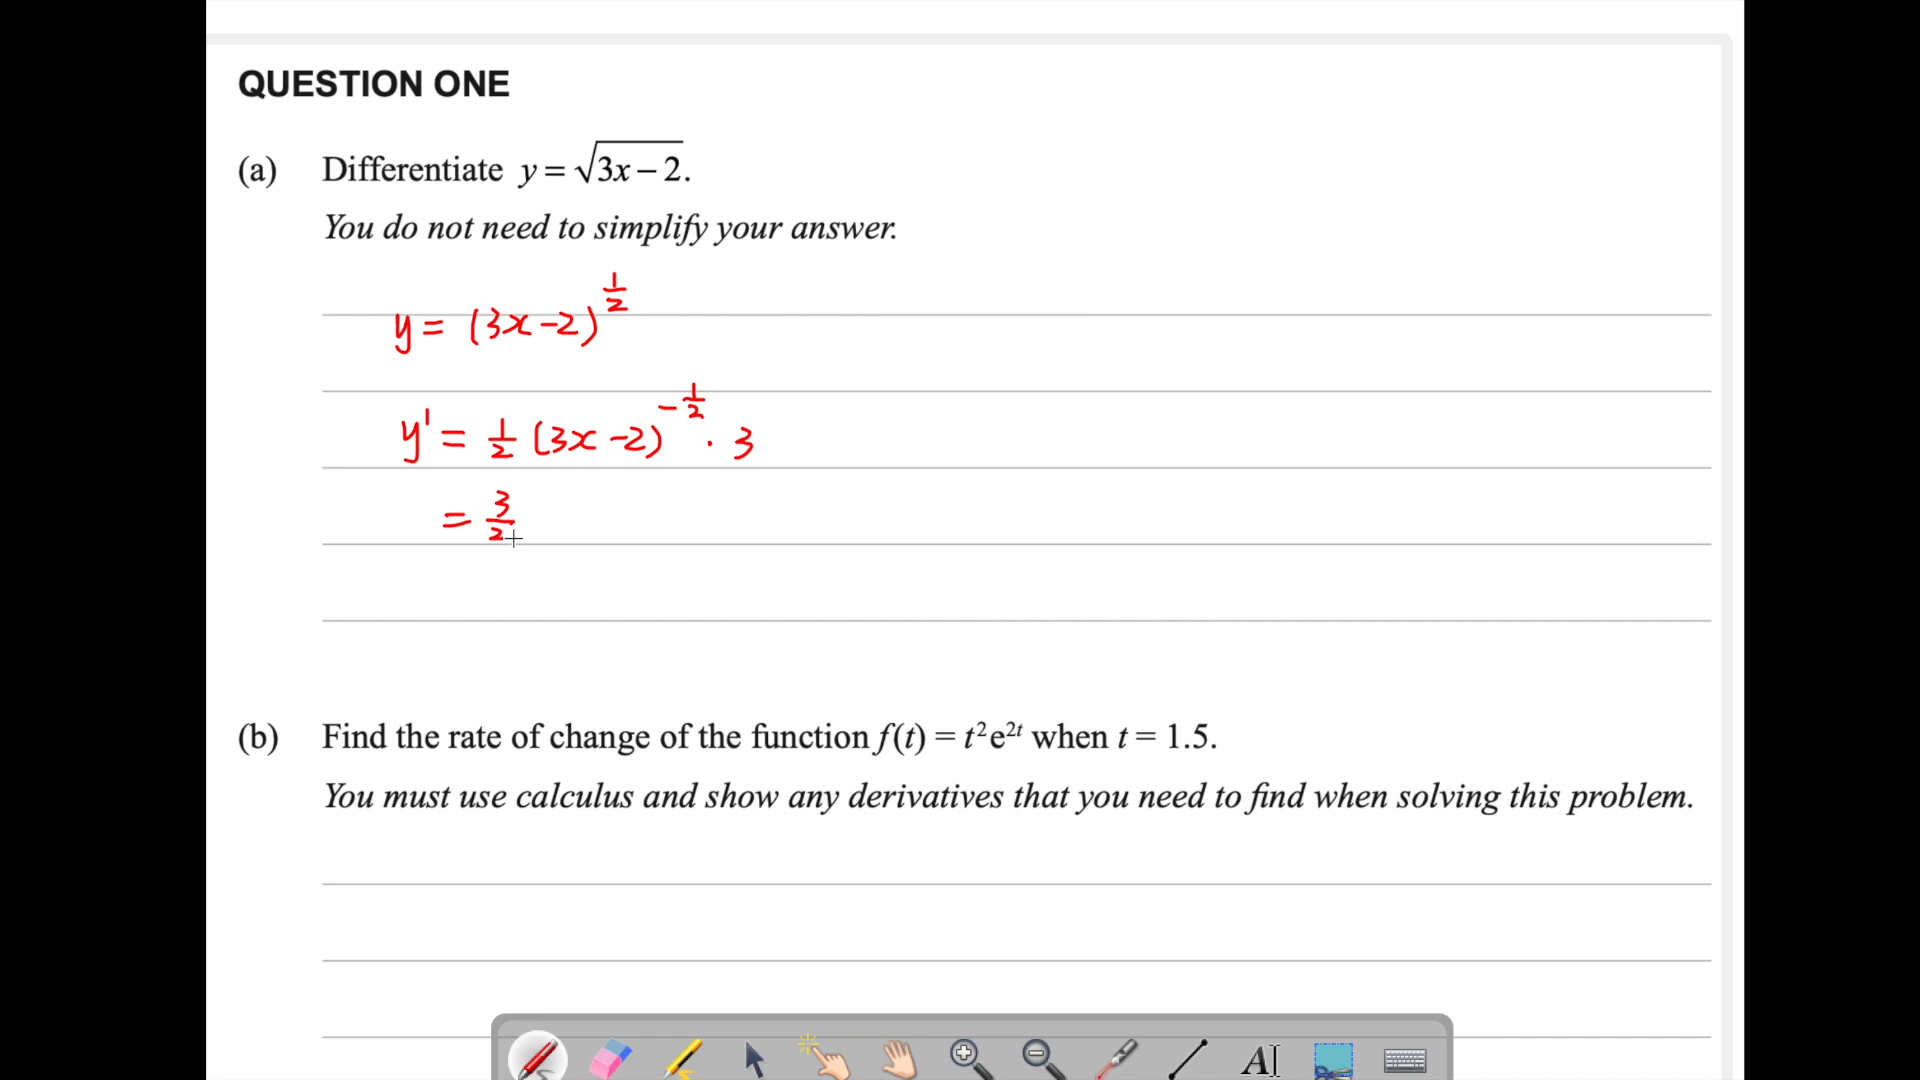 QUESTION ONE
(a) Differentiate y = √3x − 2.
You do not need to simplify your answer.
y = (3x-2)^1/2
y' = 1/2 (3x-2)^-1/2 · 3
= 3/2
(b) Find the rate of change of the function f(t) = t²e²ᵗ when t = 1.5.
You must use calculus and show any derivatives that you need to find when solving this problem.
AI